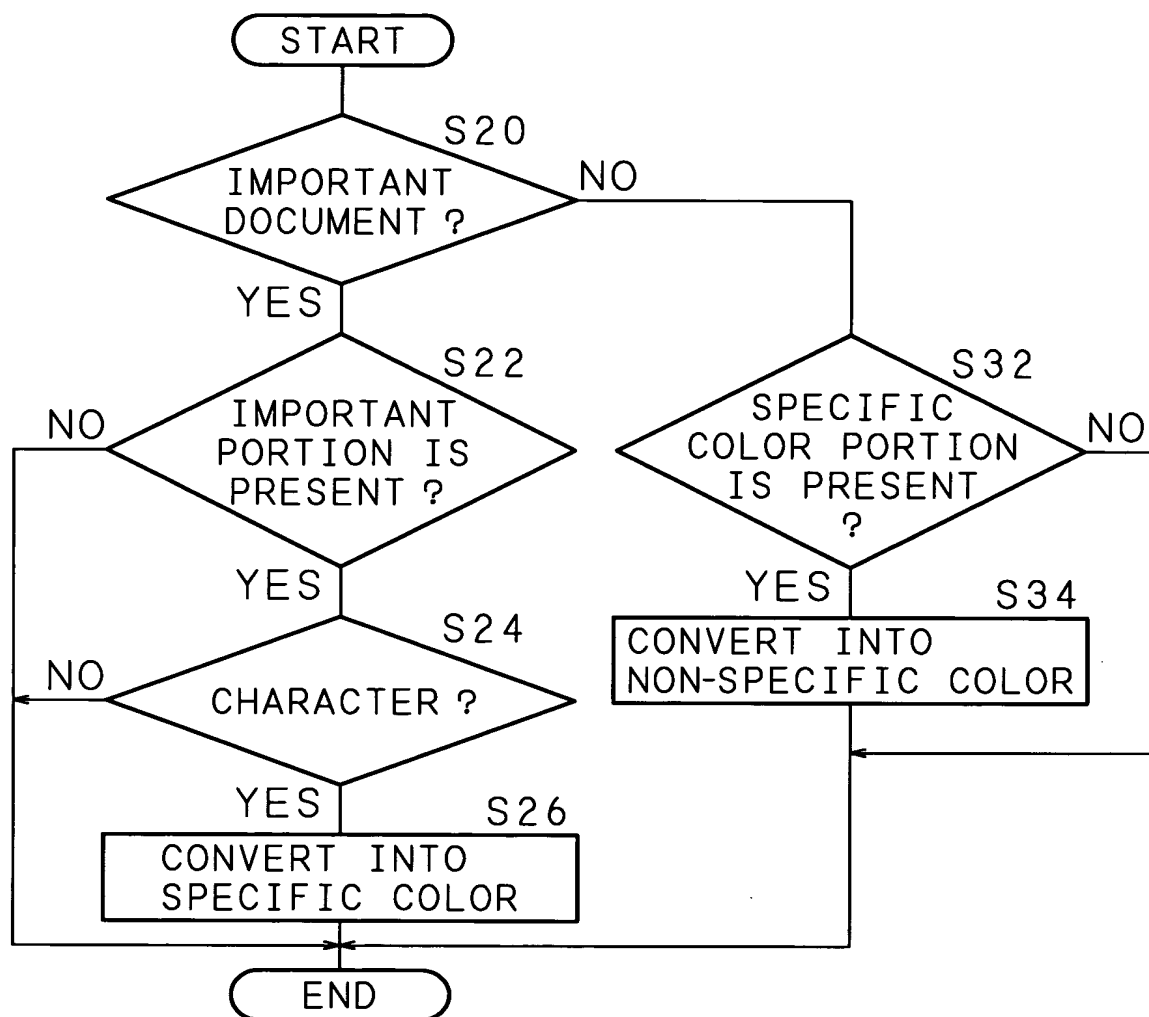 START
S20
IMPORTANT
DOCUMENT ?
NO
YES
S22
IMPORTANT
PORTION IS
PRESENT ?
NO
YES
S32
SPECIFIC
COLOR PORTION
IS PRESENT
?
NO
YES
S24
CHARACTER ?
NO
YES
S34
CONVERT INTO
NON-SPECIFIC COLOR
S26
CONVERT INTO
SPECIFIC COLOR
END